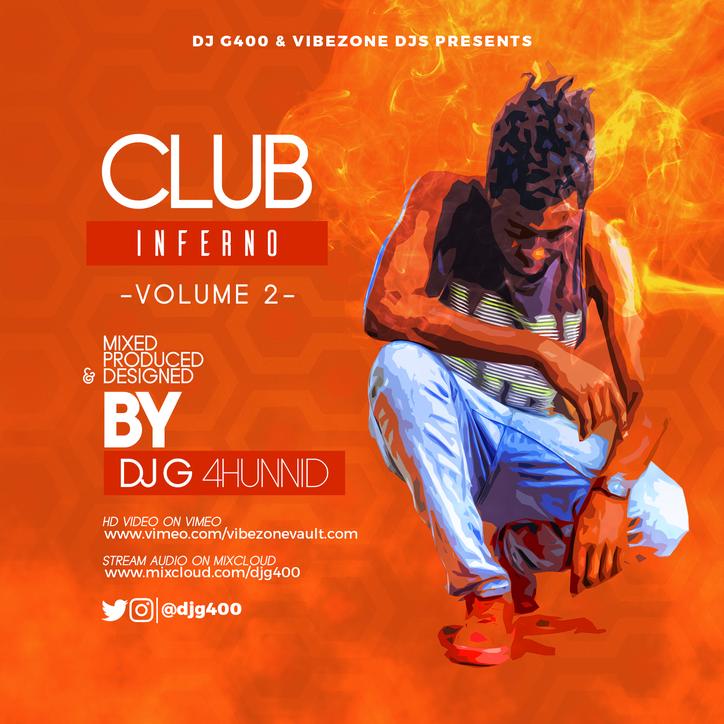 DJ G400 & VIBEZONE DJS PRESENTS
CLUB
INFERNO
-VOLUME 2-
MIXED
PRODUCED
& DESIGNED
BY
DJ G 4HUNNID
HD VIDEO ON VIMEO
www.vimeo.com/vibezonevault.com
STREAM AUDIO ON MIXCLOUD
www.mixcloud.com/djg400
@djg400